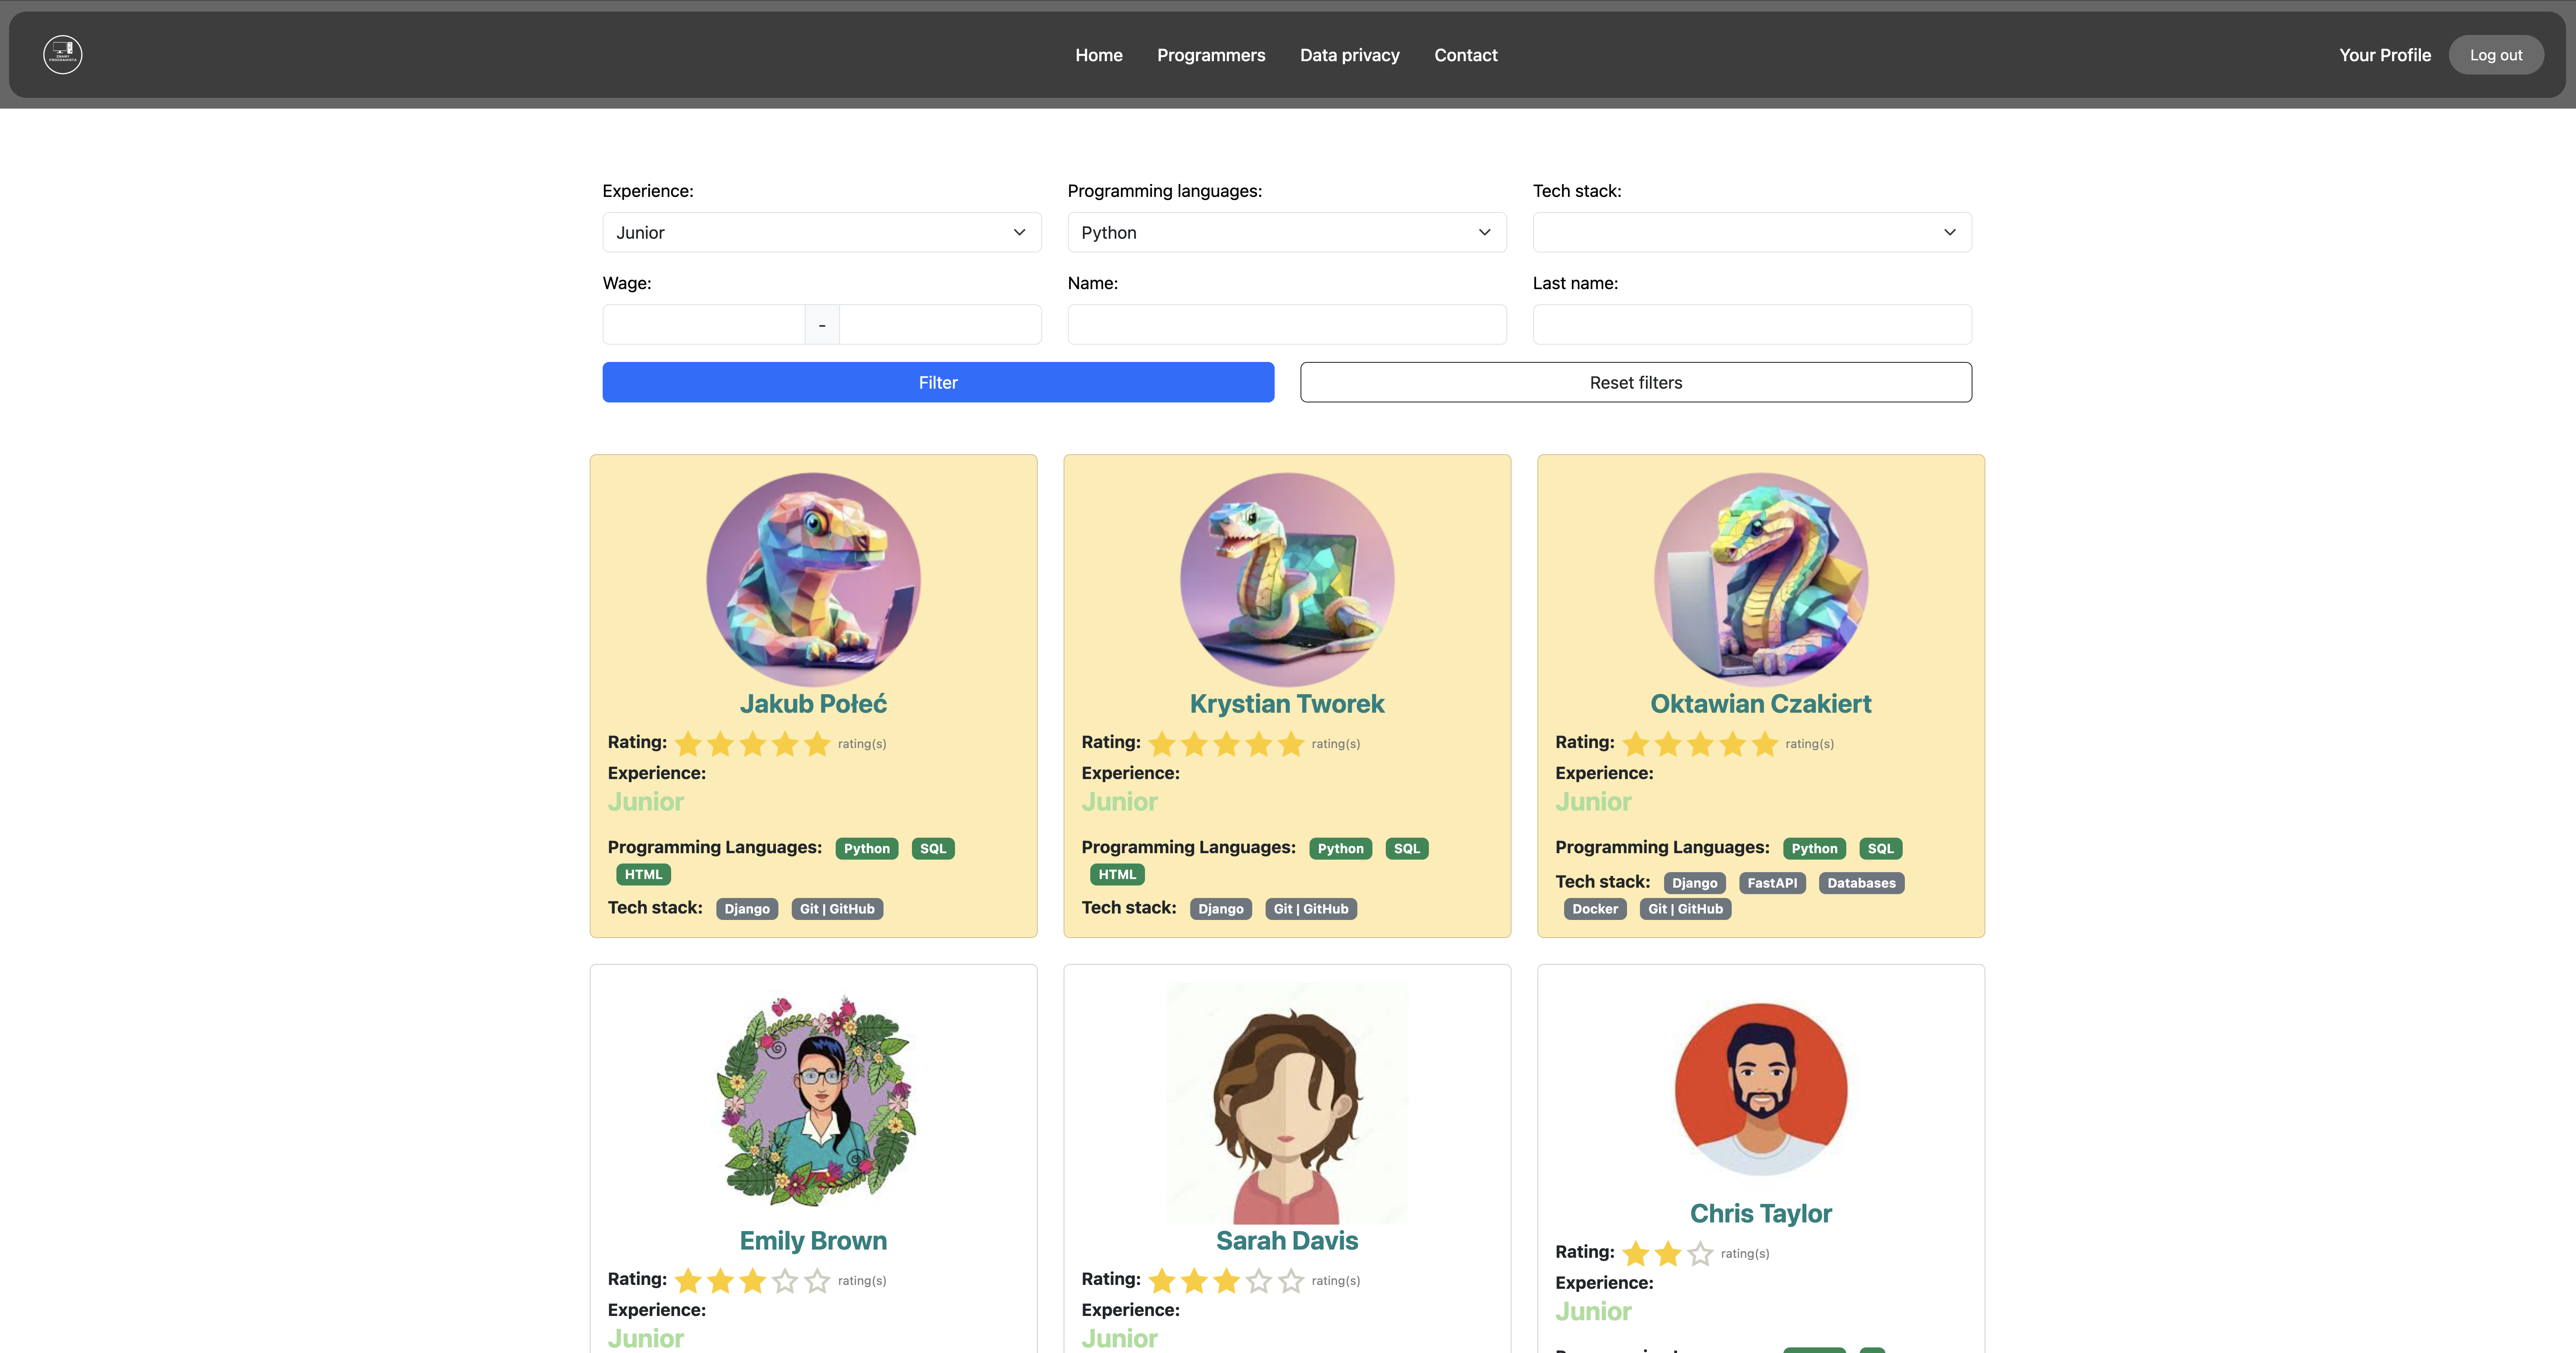 Home Programmers Data privacy Contact Your Profile Log out
Experience: Programming languages: Tech stack:
Junior Python
Wage: Name: Last name:
-
Filter Reset filters
Jakub Połeć
Rating: rating(s)
Experience:
Junior
Programming Languages: Python SQL
HTML
Tech stack: Django Git | GitHub
Krystian Tworek
Rating: rating(s)
Experience:
Junior
Programming Languages: Python SQL
HTML
Tech stack: Django Git | GitHub
Oktawian Czakiert
Rating: rating(s)
Experience:
Junior
Programming Languages: Python SQL
Tech stack: Django FastAPI Databases
Docker Git | GitHub
Emily Brown
Rating: rating(s)
Experience:
Junior
Sarah Davis
Rating: rating(s)
Experience:
Junior
Chris Taylor
Rating: rating(s)
Experience:
Junior